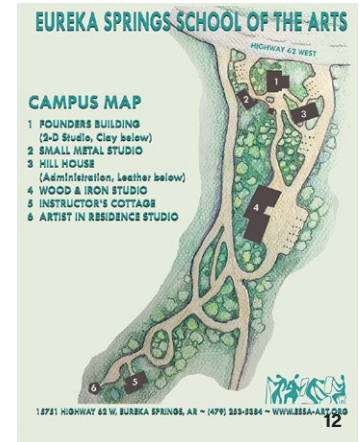 EUREKA SPRINGS SCHOOL OF THE ARTS
HIGHWAY 62 WEST
1
2
3
CAMPUS MAP
1 FOUNDERS BUILDING
(2-D Studio, Clay below)
2 SMALL METAL STUDIO
3 HILL HOUSE
(Administration, Leather below)
4 WOOD & IRON STUDIO
5 INSTRUCTOR'S COTTAGE
6 ARTIST IN RESIDENCE STUDIO
4
5
6
15751 HIGHWAY 62 W, EUREKA SPRINGS, AR ~ (479) 253-5384 ~ WWW.ESSA-ART.ORG
12